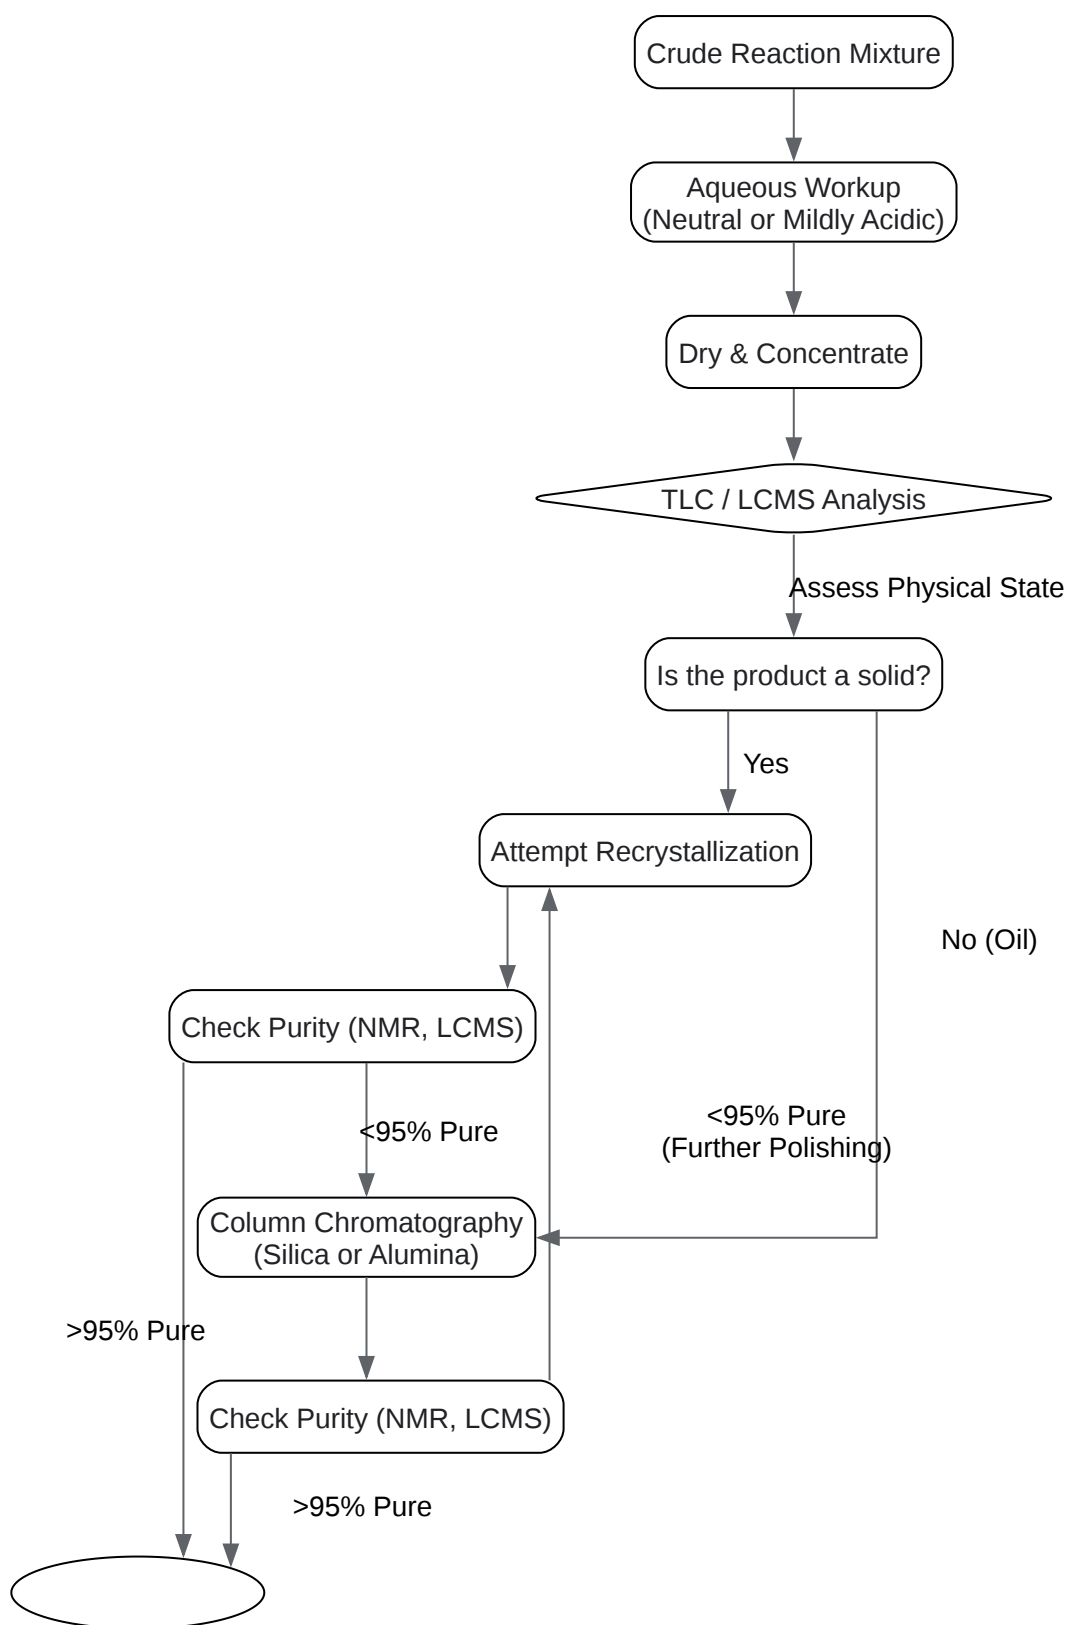 Crude Reaction Mixture
Aqueous Workup
(Neutral or Mildly Acidic)
Dry & Concentrate
TLC / LCMS Analysis
Assess Physical State
Is the product a solid?
Yes
Attempt Recrystallization
No (Oil)
Check Purity (NMR, LCMS)
<95% Pure
<95% Pure
(Further Polishing)
Column Chromatography
(Silica or Alumina)
>95% Pure
Check Purity (NMR, LCMS)
>95% Pure